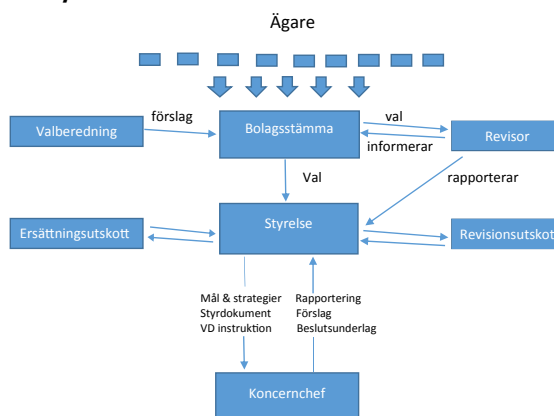 Ägare
förslag
val
Valberedning
Bolagsstämma
Revisor
informerar
Val
rapporterar
Ersättningsutskott
Styrelse
Revisionsutskot
Mål & strategier
Styrdokument
VD instruktion
Rapportering
Förslag
Beslutsunderlag
Koncernchef